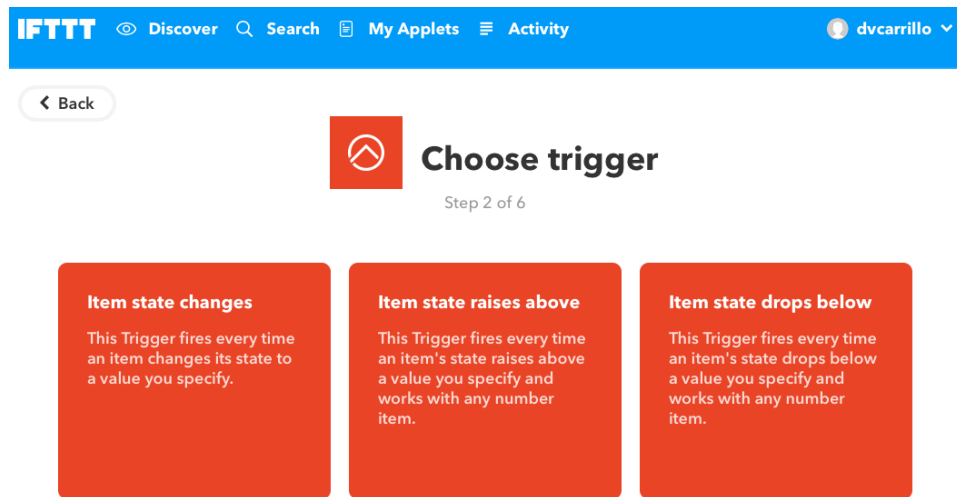 IFTTT Discover Search My Applets Activity dvcarrillo
Back
Choose trigger
Step 2 of 6
Item state changes
This Trigger fires every time
an item changes its state to
a value you specify.
Item state raises above
This Trigger fires every time
an item's state raises above
a value you specify and
works with any number
item.
Item state drops below
This Trigger fires every time
an item's state drops below
a value you specify and
works with any number
item.